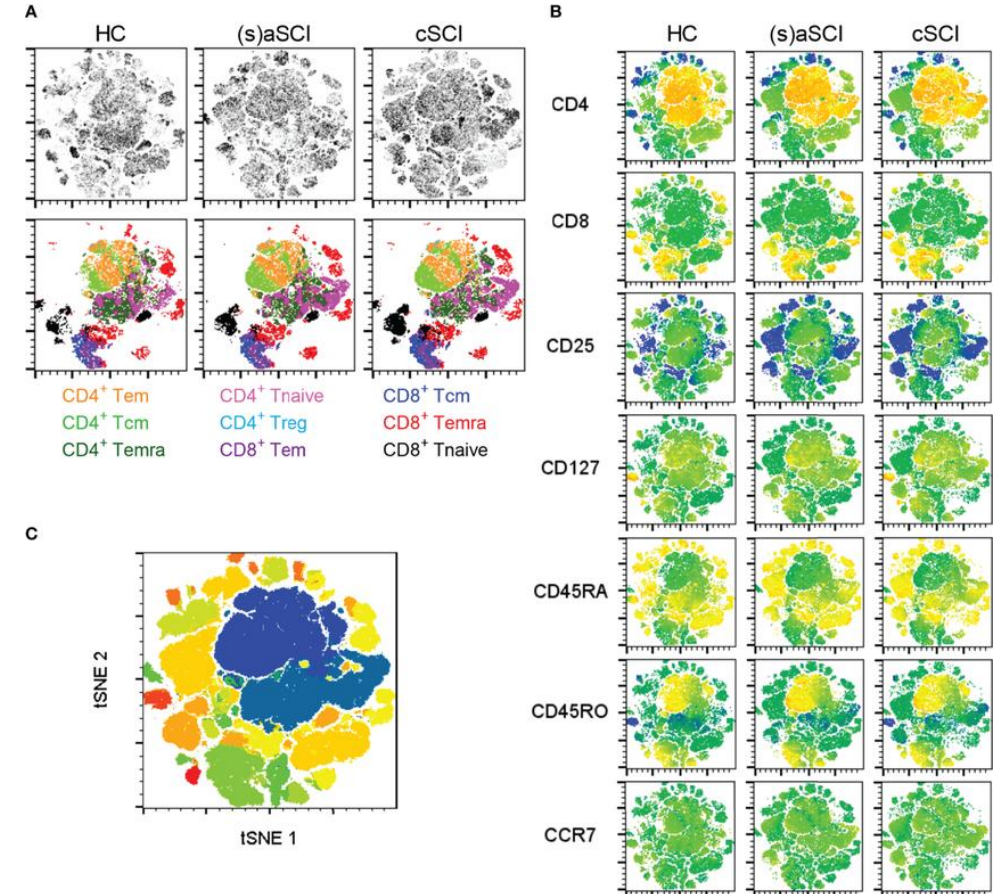 A
HC (s)aSCI cSCI
CD4+ Tem CD4+ Tnaive CD8+ Tcm
CD4+ Tcm CD4+ Treg CD8+ Temra
CD4+ Temra CD8+ Tem CD8+ Tnaive
B
HC (s)aSCI cSCI
CD4
CD8
CD25
CD127
CD45RA
CD45RO
CCR7
C
tSNE 2
tSNE 1